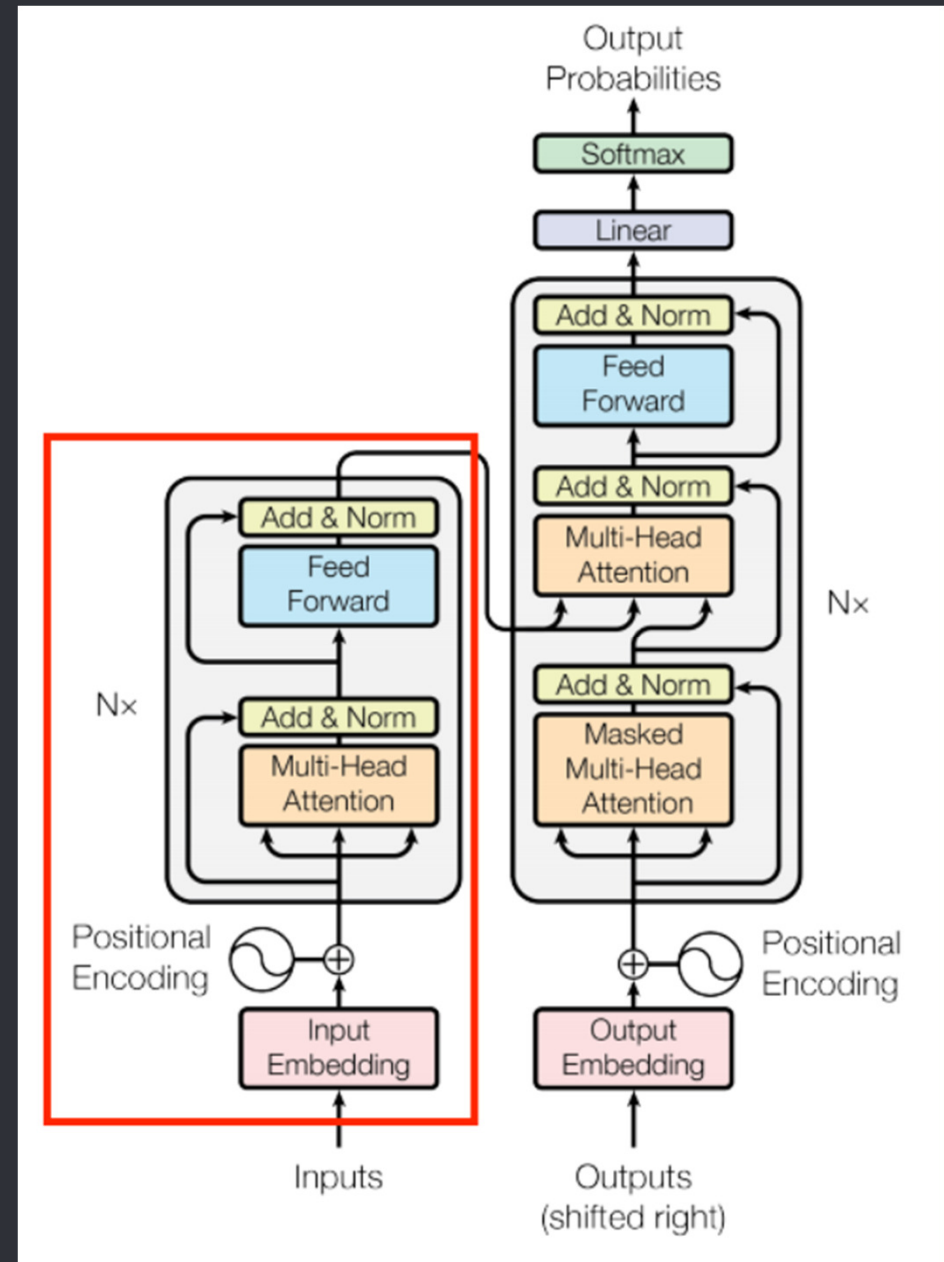 Output
Probabilities
Softmax
Linear
Add & Norm
Feed
Forward
Add & Norm
Multi-Head
Attention
Nx
Add & Norm
Masked
Multi-Head
Attention
Positional
Encoding
Output
Embedding
Outputs
(shifted right)
Add & Norm
Feed
Forward
Nx
Add & Norm
Multi-Head
Attention
Positional
Encoding
Input
Embedding
Inputs